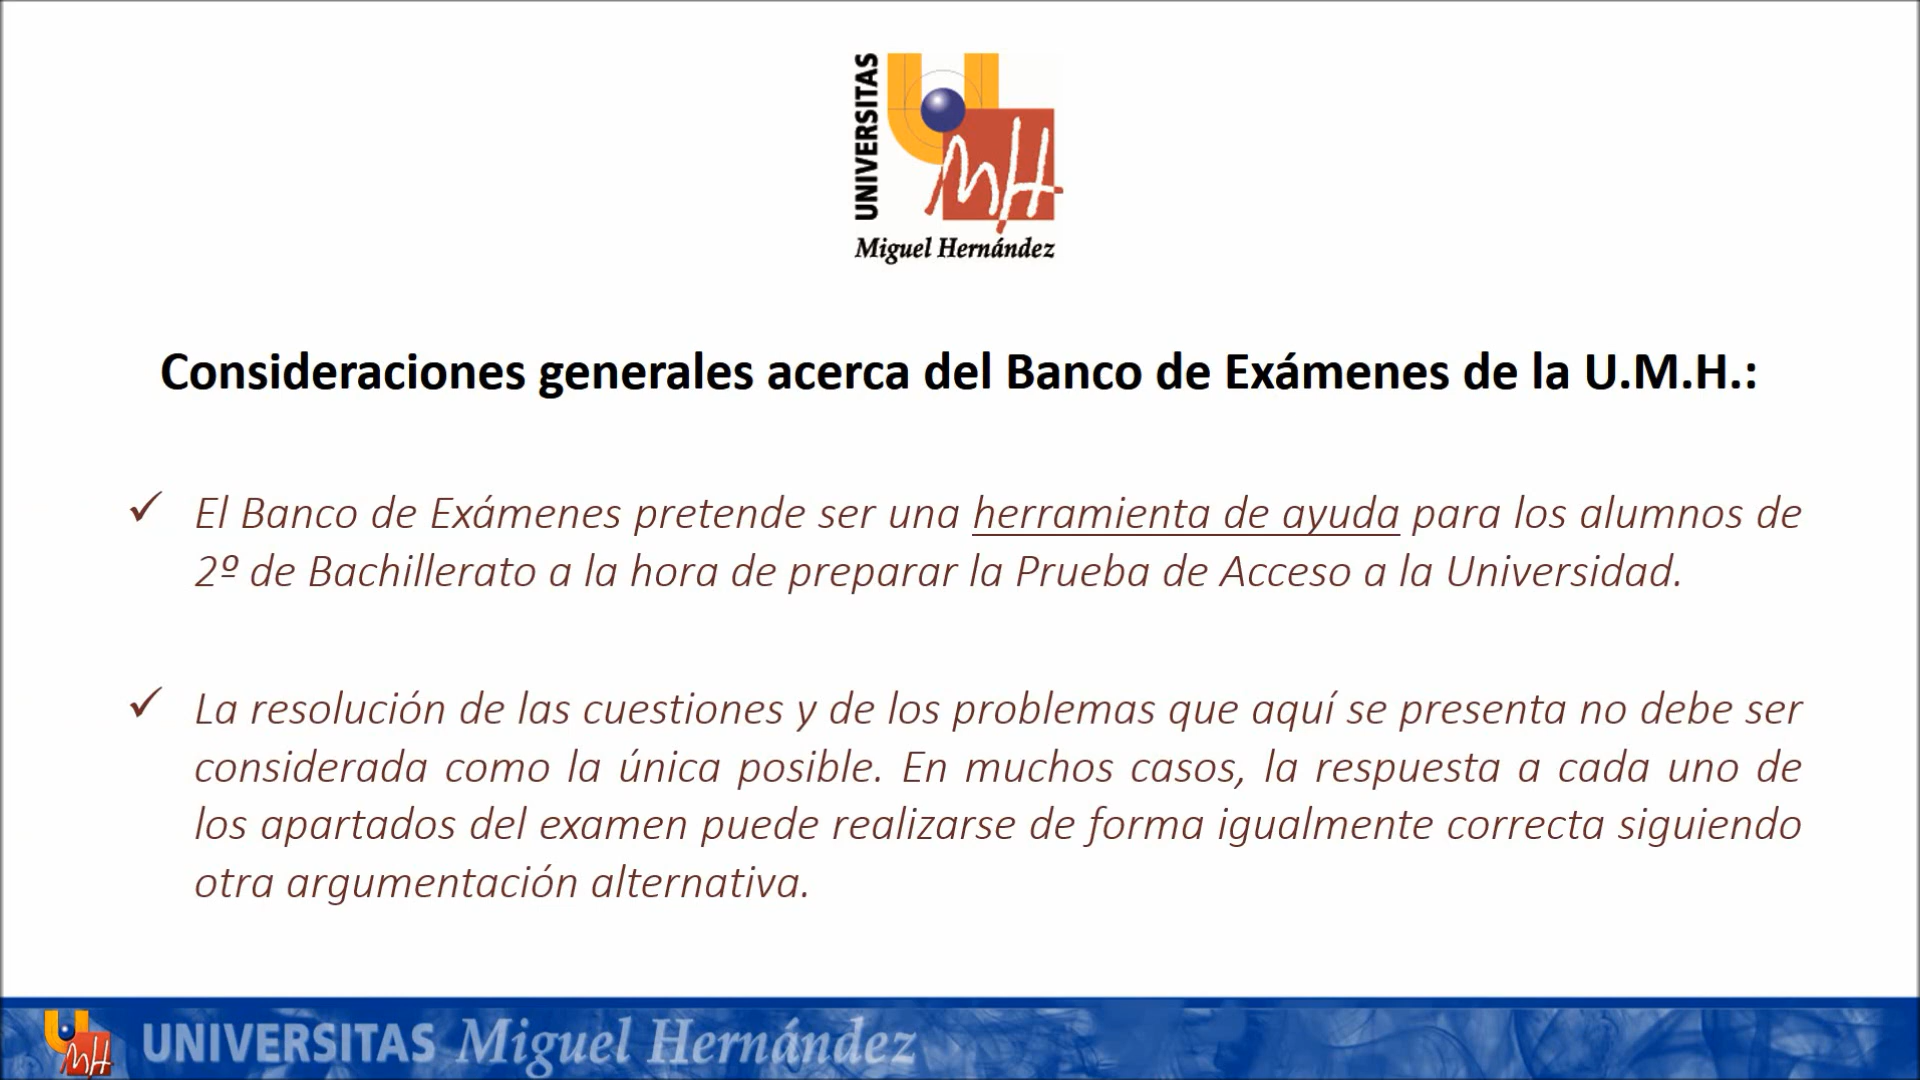 UNIVERSITAS
UMH
Miguel Hernández
Consideraciones generales acerca del Banco de Exámenes de la U.M.H.:
✓ El Banco de Exámenes pretende ser una herramienta de ayuda para los alumnos de
2º de Bachillerato a la hora de preparar la Prueba de Acceso a la Universidad.
✓ La resolución de las cuestiones y de los problemas que aquí se presenta no debe ser
considerada como la única posible. En muchos casos, la respuesta a cada uno de
los apartados del examen puede realizarse de forma igualmente correcta siguiendo
otra argumentación alternativa.
UMH UNIVERSITAS Miguel Hernández